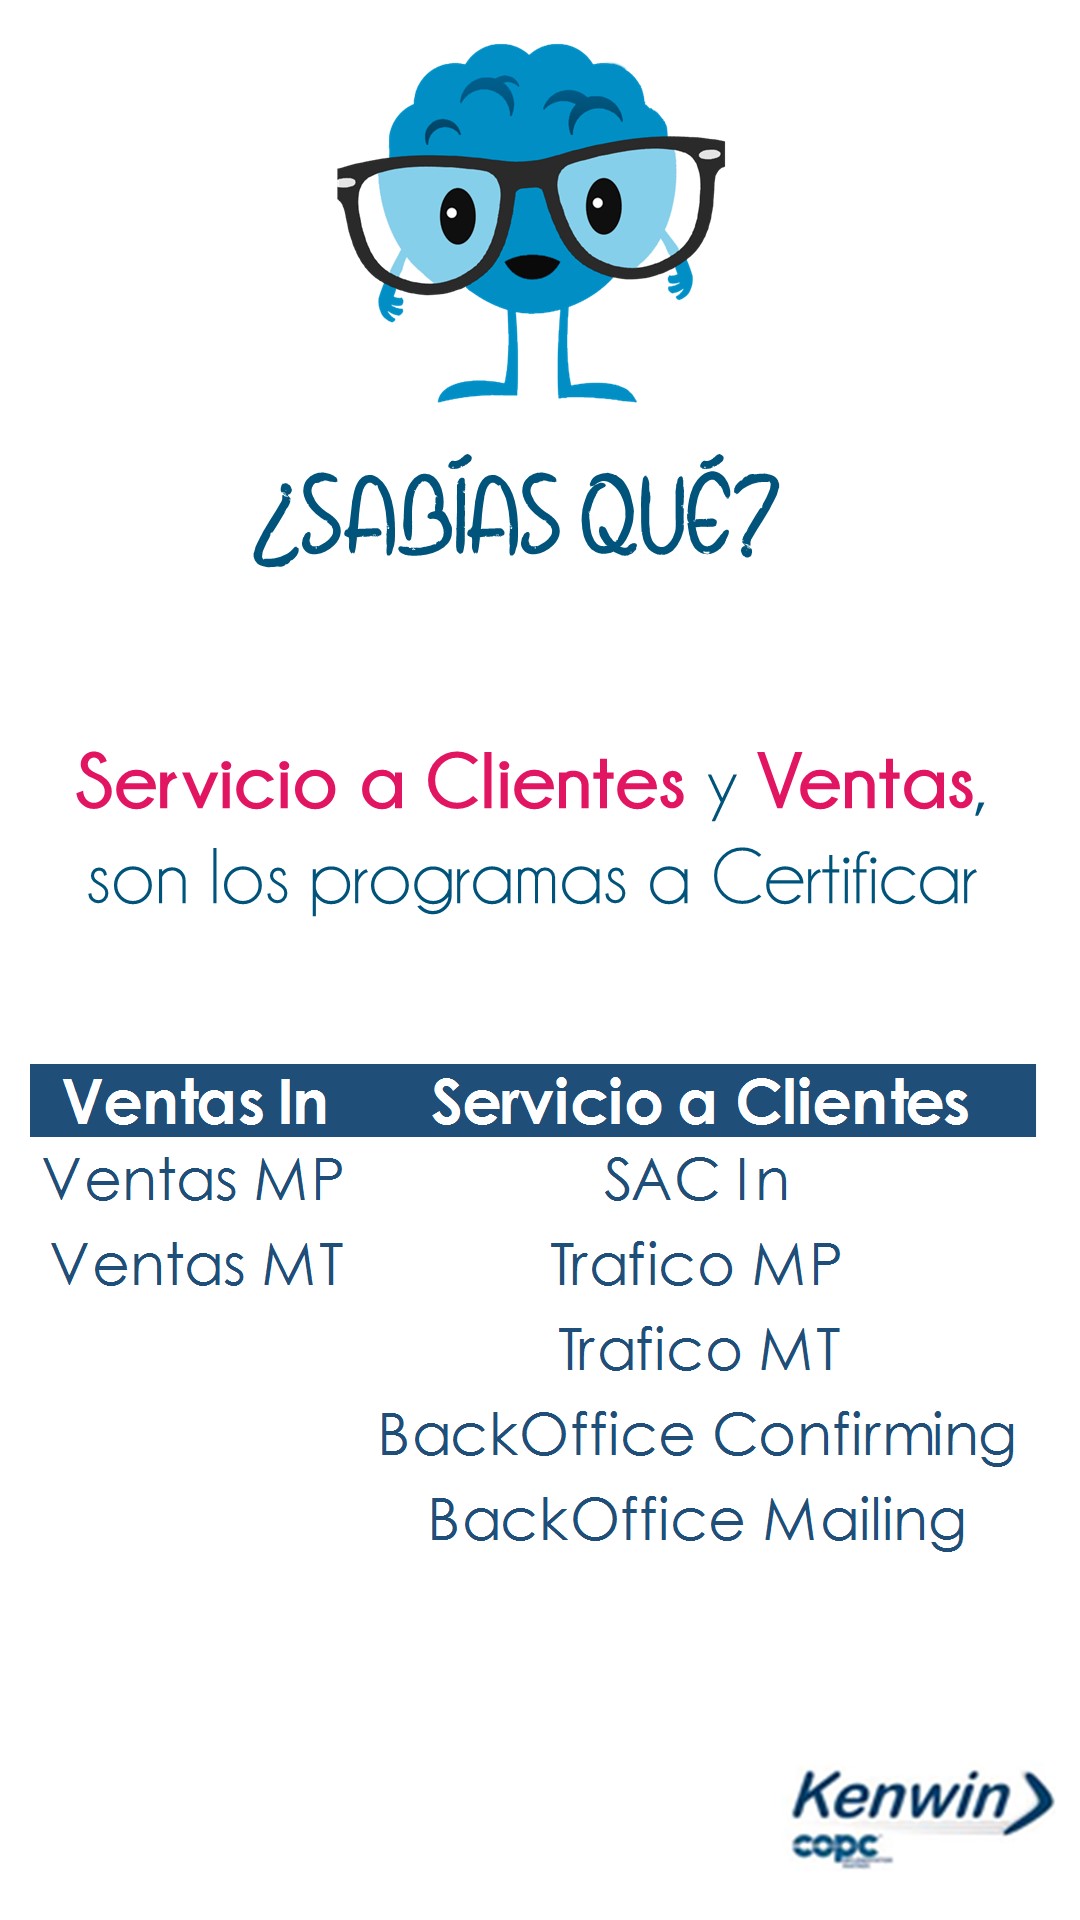 ¿SABÍAS QUÉ?
Servicio a Clientes y Ventas,
son los programas a Certificar
Ventas In Servicio a Clientes
Ventas MP SAC In
Ventas MT Trafico MP
Trafico MT
BackOffice Confirming
BackOffice Mailing
Kenwin
copc